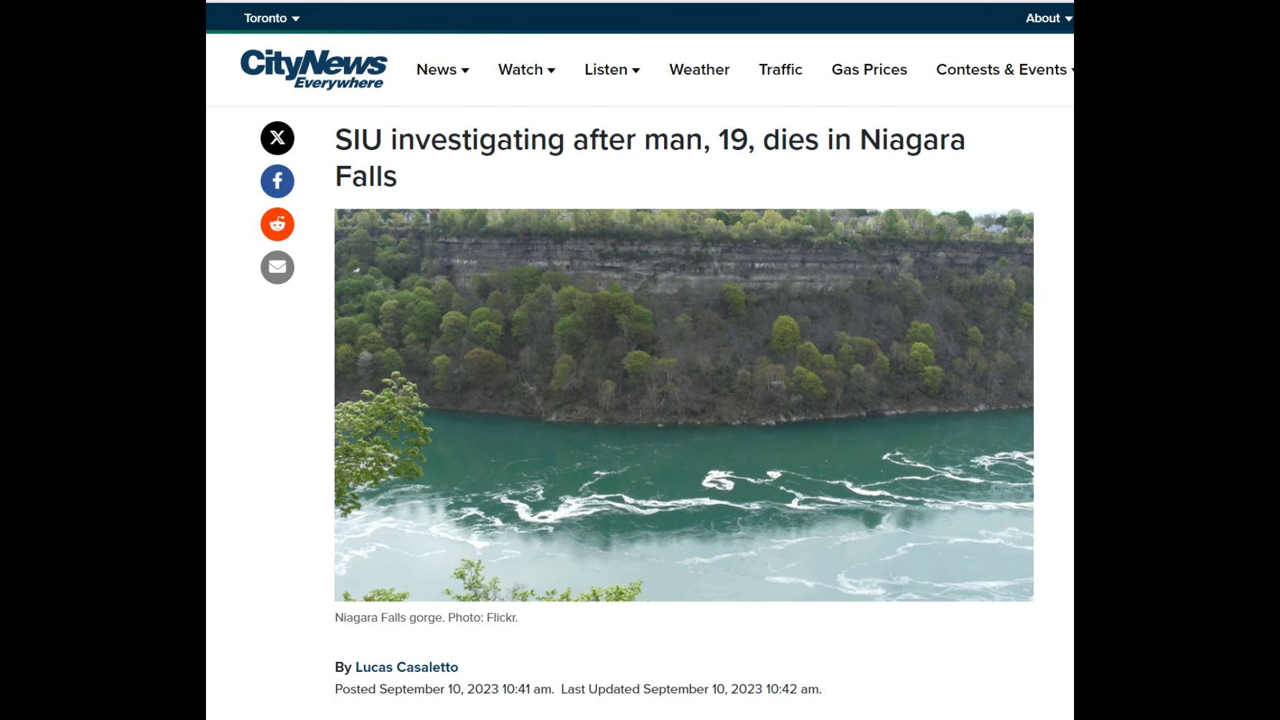 Toronto
About
CityNews
Everywhere
News
Watch
Listen
Weather
Traffic
Gas Prices
Contests & Events
X
SIU investigating after man, 19, dies in Niagara
Falls
f
Niagara Falls gorge. Photo: Flickr.
By Lucas Casaletto
Posted September 10, 2023 10:41 am.  Last Updated September 10, 2023 10:42 am.